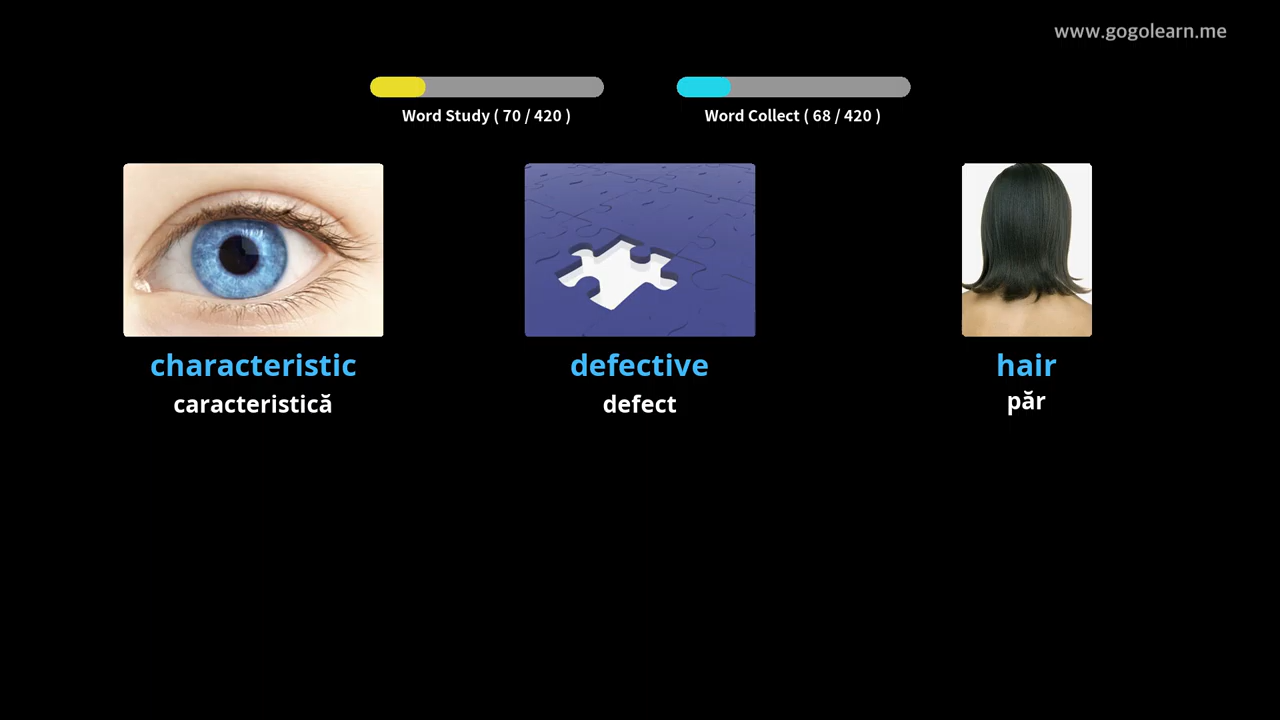 www.gogolearn.me
Word Study ( 70 / 420 )
Word Collect ( 68 / 420 )
characteristic
caracteristică
defective
defect
hair
păr